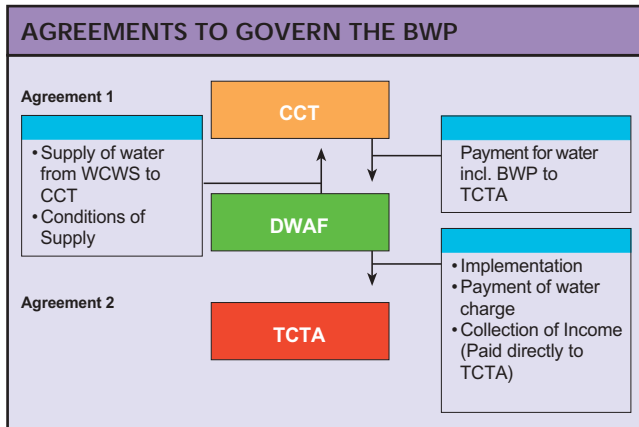 AGREEMENTS TO GOVERN THE BWP
Agreement 1
CCT
• Supply of water
from WCWS to
CCT
• Conditions of
Supply
Payment for water
incl. BWP to
TCTA
DWAF
Agreement 2
• Implementation
• Payment of water
charge
• Collection of Income
(Paid directly to
TCTA)
TCTA